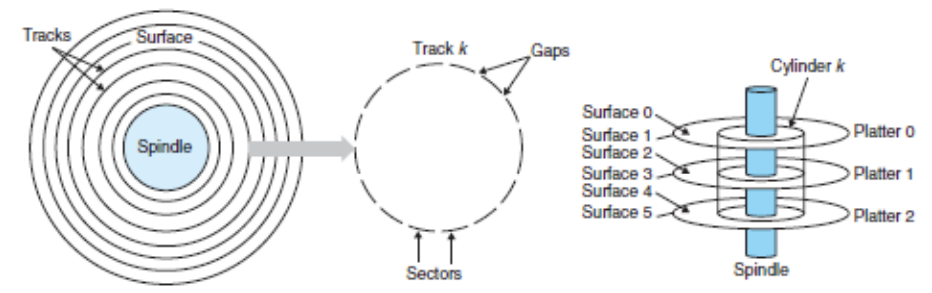 Tracks
Surface
Spindle
Track k
Gaps
Sectors
Cylinder k
Surface 0
Surface 1
Surface 2
Surface 3
Surface 4
Surface 5
Platter 0
Platter 1
Platter 2
Spindle